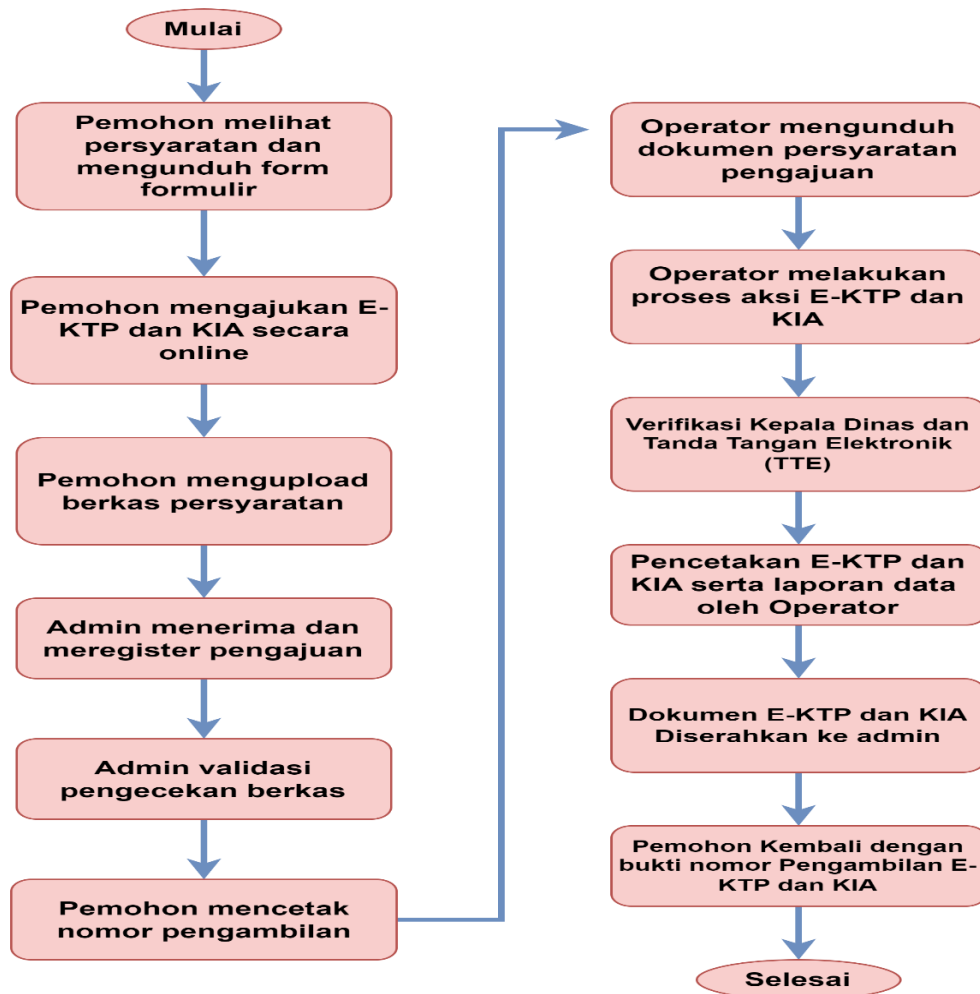 Mulai
Pemohon melihat
persyaratan dan
mengunduh form
formulir
Pemohon mengajukan E-
KTP dan KIA secara
online
Pemohon mengupload
berkas persyaratan
Admin menerima dan
meregister pengajuan
Admin validasi
pengecekan berkas
Pemohon mencetak
nomor pengambilan
Operator mengunduh
dokumen persyaratan
pengajuan
Operator melakukan
proses aksi E-KTP dan
KIA
Verifikasi Kepala Dinas dan
Tanda Tangan Elektronik
(TTE)
Pencetakan E-KTP dan
KIA serta laporan data
oleh Operator
Dokumen E-KTP dan KIA
Diserahkan ke admin
Pemohon Kembali dengan
bukti nomor Pengambilan E-
KTP dan KIA
Selesai